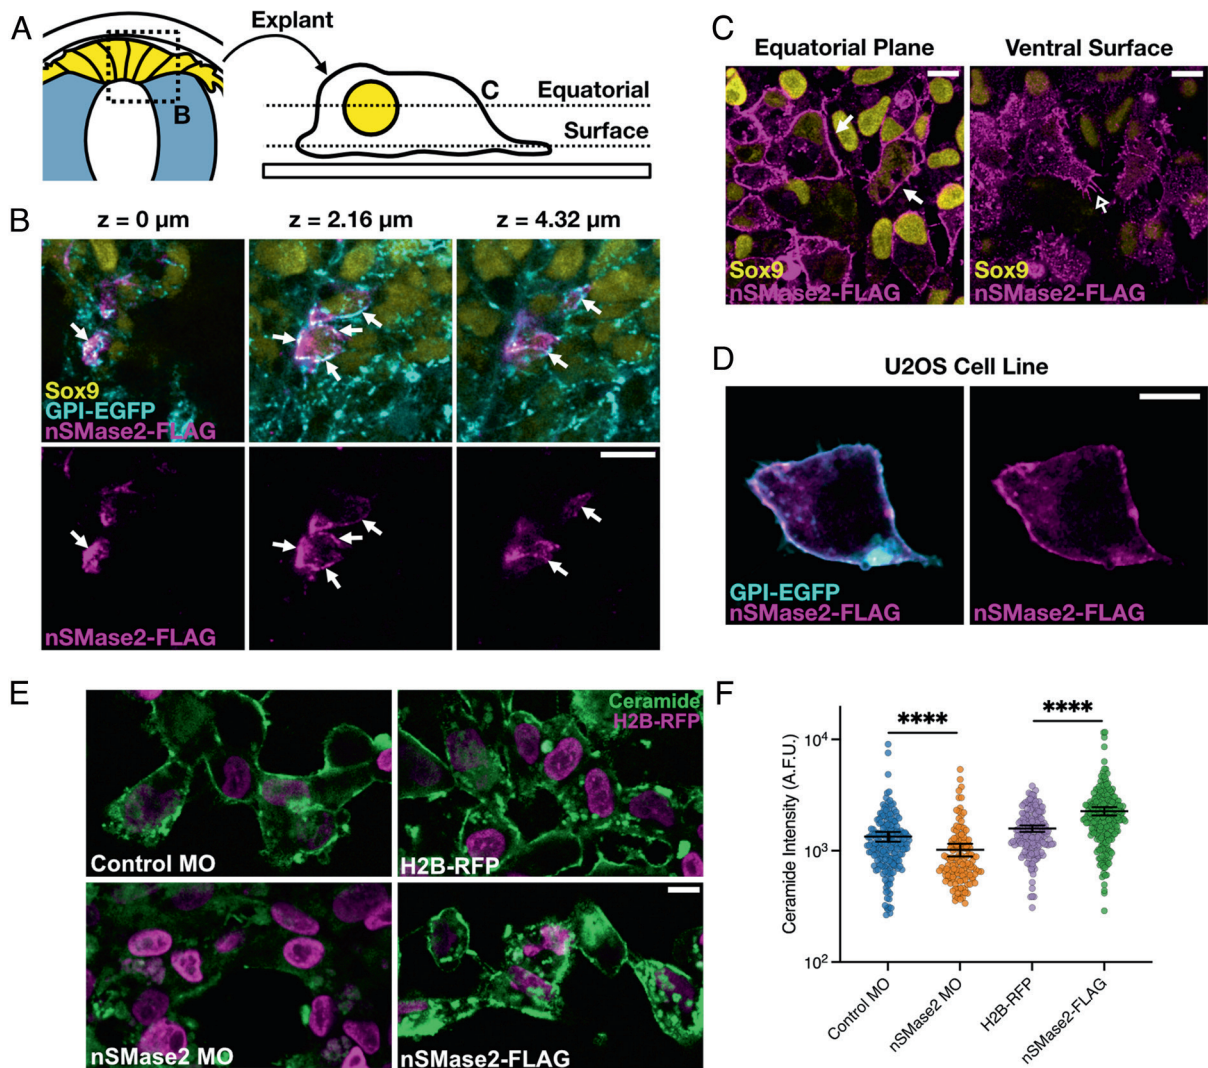 A
Explant
B
C
Equatorial
Surface
B
z = 0 µm
z = 2.16 µm
z = 4.32 µm
Sox9
GPI-EGFP
nSMase2-FLAG
nSMase2-FLAG
C
Equatorial Plane
Ventral Surface
Sox9
nSMase2-FLAG
Sox9
nSMase2-FLAG
D
U2OS Cell Line
GPI-EGFP
nSMase2-FLAG
nSMase2-FLAG
E
Ceramide
H2B-RFP
Control MO
H2B-RFP
nSMase2 MO
nSMase2-FLAG
F
****
****
Ceramide Intensity (A.F.U.)
10⁴
10³
10²
Control MO
nSMase2 MO
H2B-RFP
nSMase2-FLAG